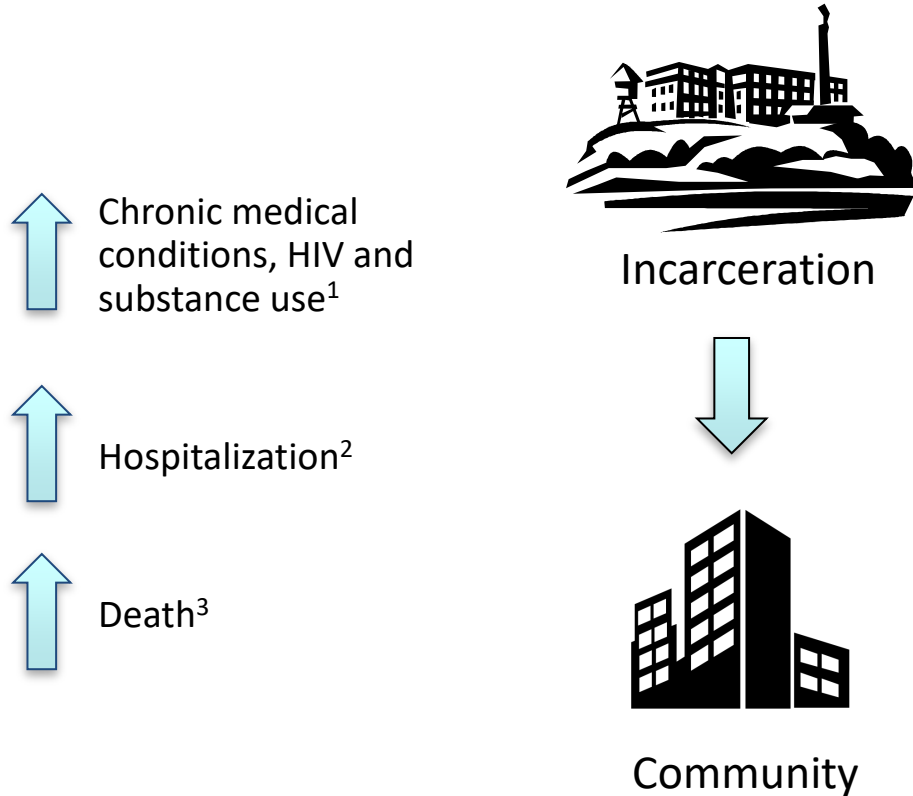 Chronic medical
conditions, HIV and
substance use¹
Hospitalization²
Death³
Incarceration
Community